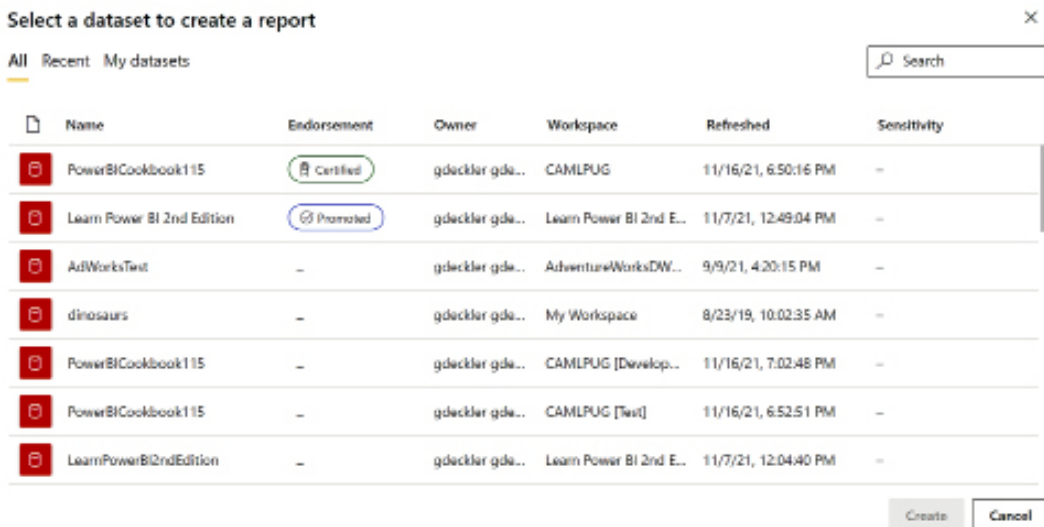 Select a dataset to create a report
All Recent My datasets
Search
Name Endorsement Owner Workspace Refreshed Sensitivity
PowerBICookbook115 Certified gdeckler gde... CAMLPUG 11/16/21, 6:50:16 PM –
Learn Power BI 2nd Edition Promoted gdeckler gde... Learn Power BI 2nd E... 11/7/21, 12:49:04 PM –
AdWorksTest – gdeckler gde... AdventureWorksDW... 9/9/21, 4:20:15 PM –
dinosaurs – gdeckler gde... My Workspace 8/23/19, 10:02:35 AM –
PowerBICookbook115 – gdeckler gde... CAMLPUG [Develop... 11/16/21, 7:02:48 PM –
PowerBICookbook115 – gdeckler gde... CAMLPUG [Test] 11/16/21, 6:52:51 PM –
LearnPowerBI2ndEdition – gdeckler gde... Learn Power BI 2nd E... 11/7/21, 12:04:40 PM –
Create Cancel